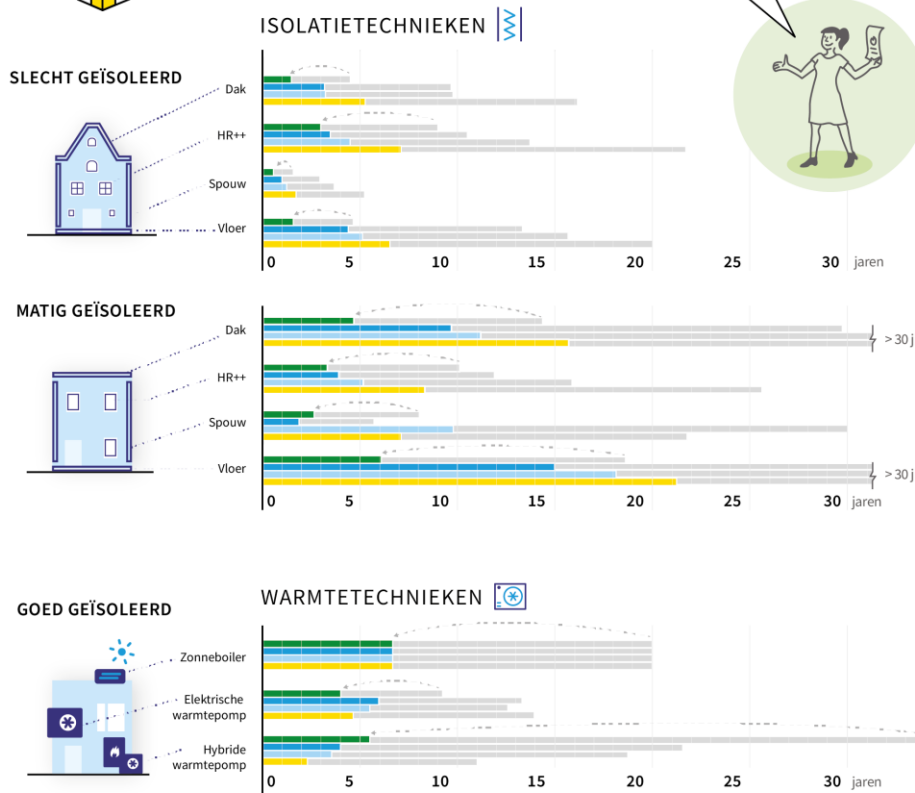 ISOLATIETECHNIEKEN
SLECHT GEÏSOLEERD
Dak
HR++
Spouw
Vloer
0 5 10 15 20 25 30 jaren
MATIG GEÏSOLEERD
Dak
> 30 j
HR++
Spouw
Vloer
> 30 j
0 5 10 15 20 25 30 jaren
WARMTETECHNIEKEN
GOED GEÏSOLEERD
Zonneboiler
Elektrische
warmtepomp
Hybride
warmtepomp
0 5 10 15 20 25 30 jaren